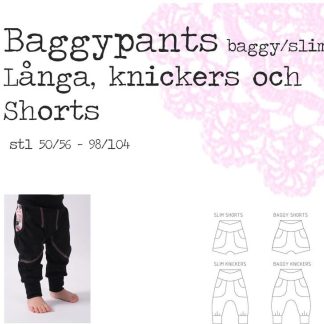 Baggypants baggy/slim
Långa, knickers och
Shorts
stl 50/56 - 98/104
SLIM SHORTS
BAGGY SHORTS
SLIM KNICKERS
BAGGY KNICKERS